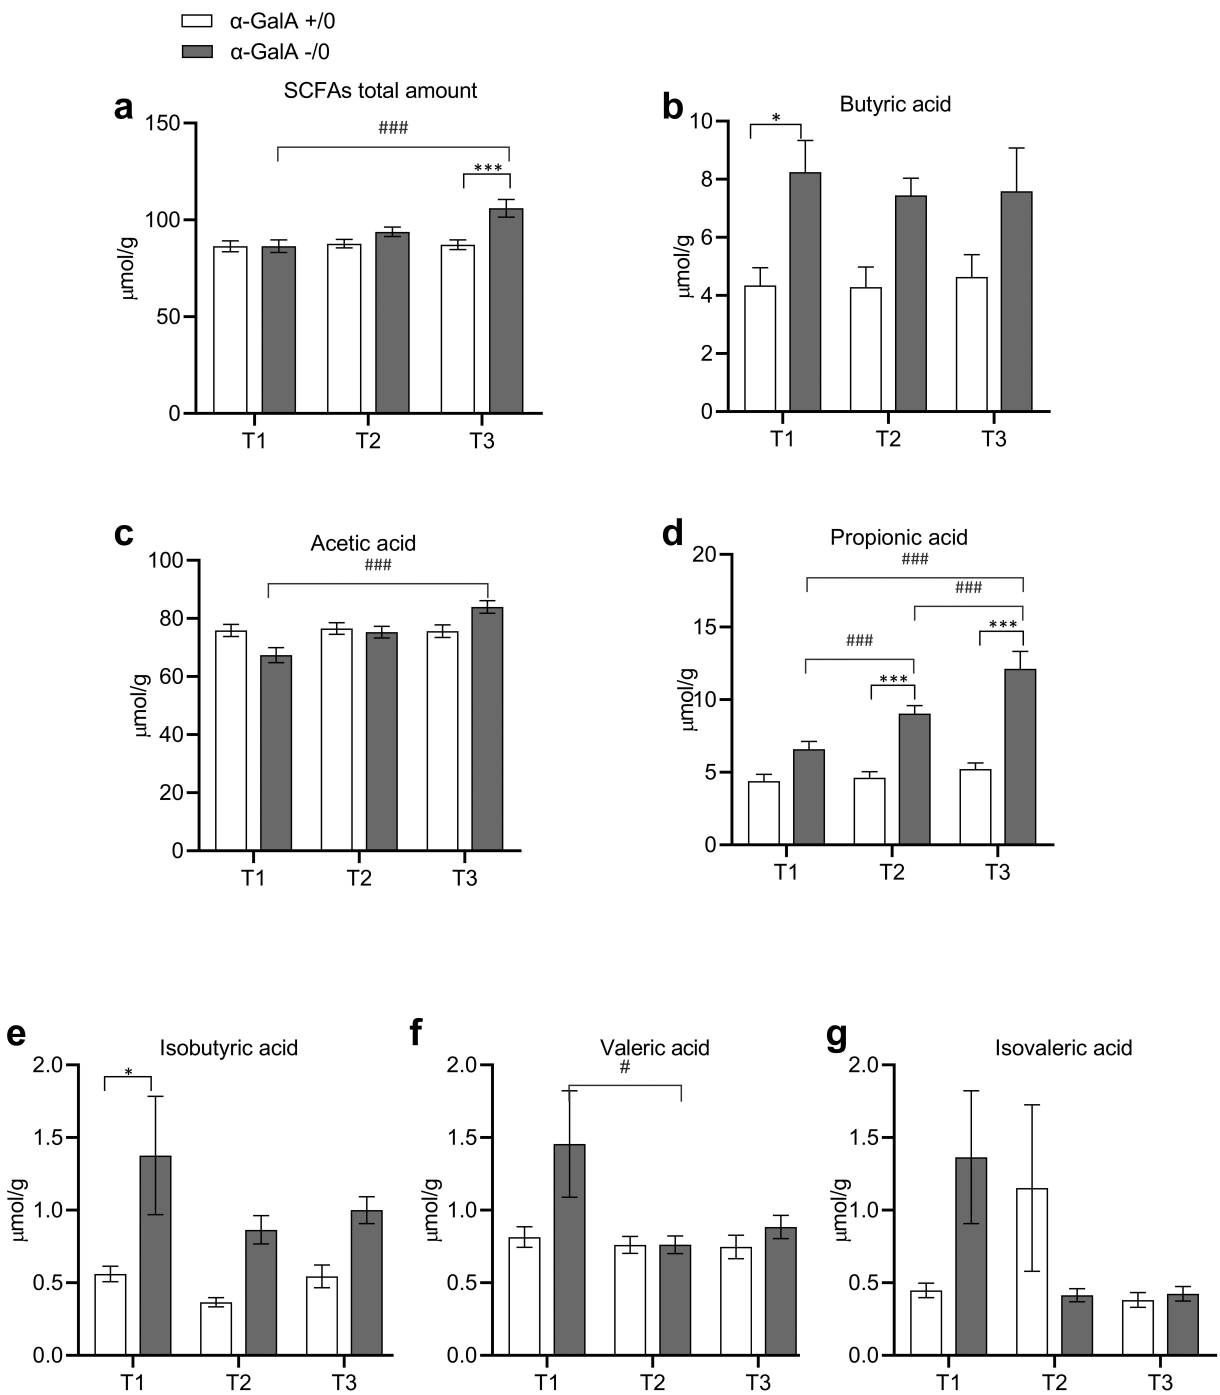 α-GalA +/0
α-GalA -/0
a
SCFAs total amount
150
100
50
0
μmol/g
###
***
T1 T2 T3
b
Butyric acid
10
8
6
4
2
0
μmol/g
*
T1 T2 T3
c
Acetic acid
100
80
60
40
20
0
μmol/g
###
T1 T2 T3
d
Propionic acid
20
15
10
5
0
μmol/g
###
###
***
###
***
T1 T2 T3
e
Isobutyric acid
2.0
1.5
1.0
0.5
0.0
μmol/g
*
T1 T2 T3
f
Valeric acid
2.0
1.5
1.0
0.5
0.0
μmol/g
#
T1 T2 T3
g
Isovaleric acid
2.0
1.5
1.0
0.5
0.0
μmol/g
T1 T2 T3